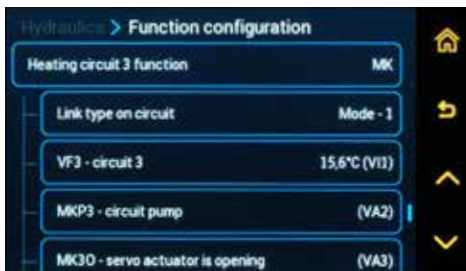 Hydraulics > Function configuration
Heating circuit 3 function MK
Link type on circuit Mode - 1
VF3 - circuit 3 15,6°C (VI1)
MKP3 - circuit pump (VA2)
MK3O - servo actuator is opening (VA3)